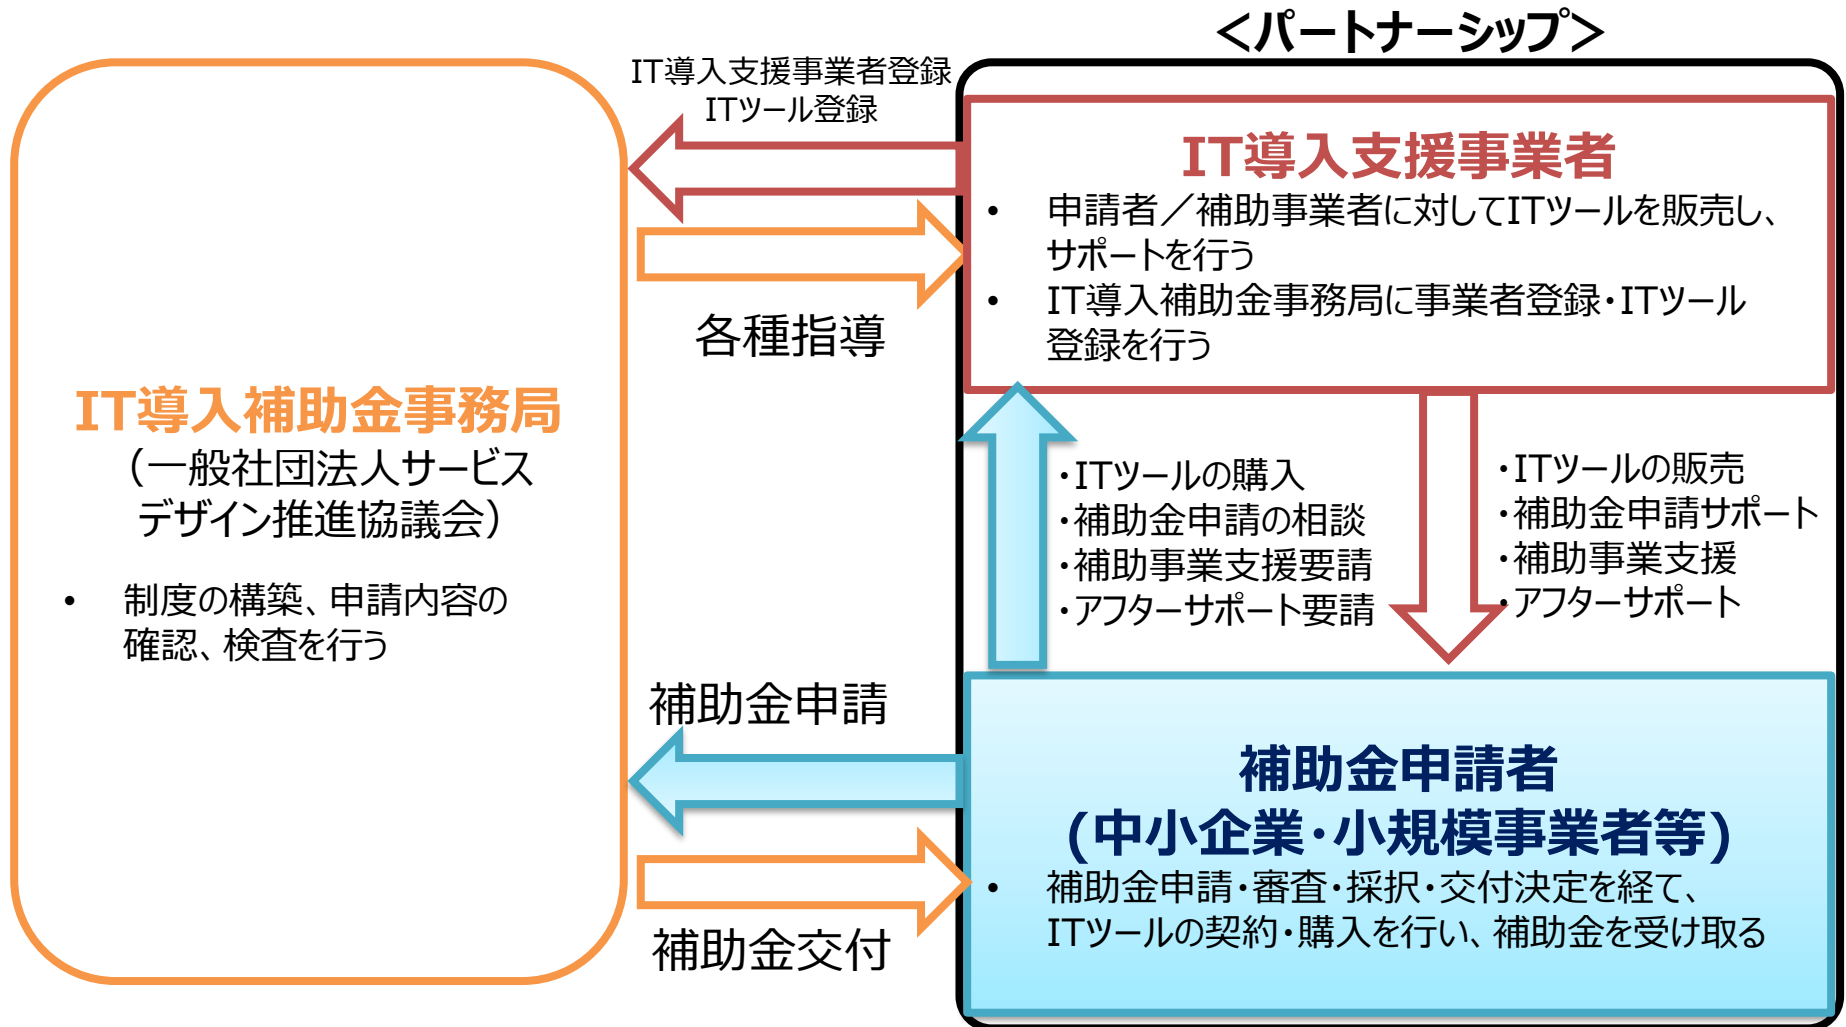 ＜パートナーシップ＞
IT導入支援事業者登録
ITツール登録
各種指導
IT導入補助金事務局
（一般社団法人サービス
デザイン推進協議会）
• 制度の構築、申請内容の
確認、検査を行う
補助金申請
補助金交付
IT導入支援事業者
• 申請者／補助事業者に対してITツールを販売し、
サポートを行う
• IT導入補助金事務局に事業者登録・ITツール
登録を行う
・ITツールの購入
・補助金申請の相談
・補助事業支援要請
・アフターサポート要請
・ITツールの販売
・補助金申請サポート
・補助事業支援
・アフターサポート
補助金申請者
(中小企業・小規模事業者等)
• 補助金申請・審査・採択・交付決定を経て、
ITツールの契約・購入を行い、補助金を受け取る